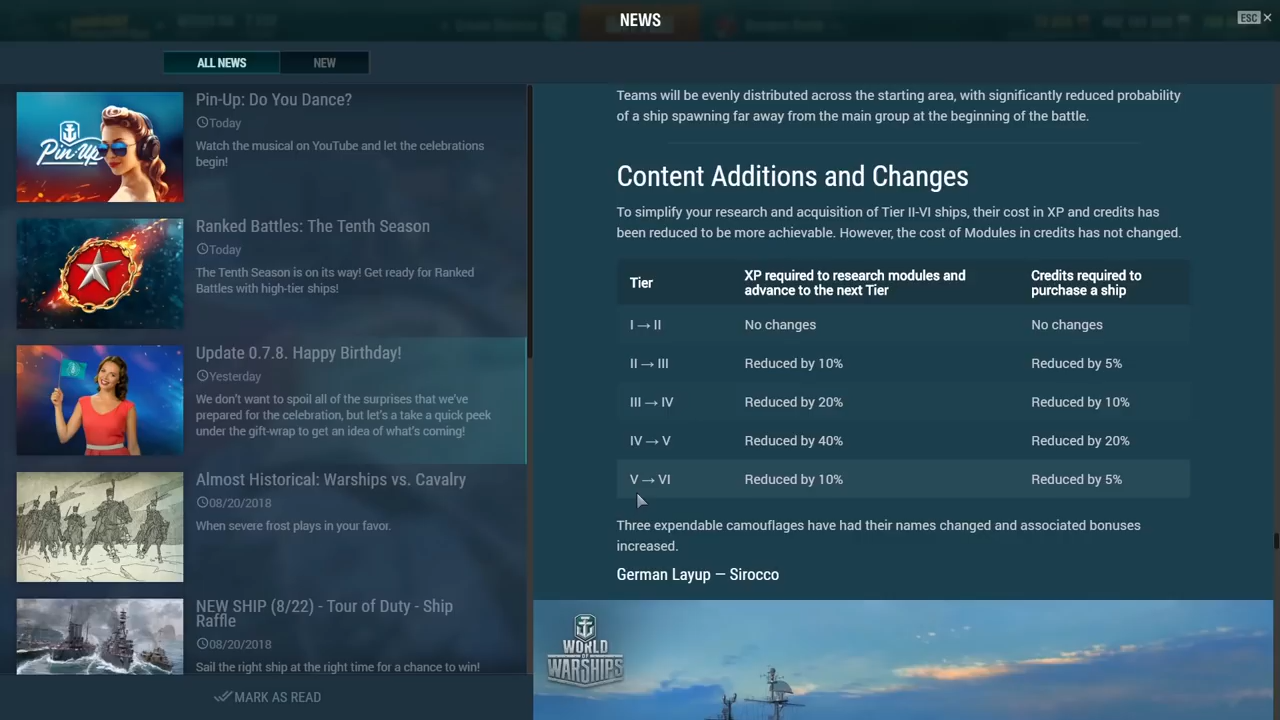 NEWS
ESC
ALL NEWS
NEW
Pin-Up: Do You Dance?
Today
Watch the musical on YouTube and let the celebrations
begin!
Pin-Up
Ranked Battles: The Tenth Season
Today
The Tenth Season is on its way! Get ready for Ranked
Battles with high-tier ships!
Update 0.7.8. Happy Birthday!
Yesterday
We don't want to spoil all of the surprises that we've
prepared for the celebration, but let's a take a quick peek
under the gift-wrap to get an idea of what's coming!
Almost Historical: Warships vs. Cavalry
08/20/2018
When severe frost plays in your favor.
NEW SHIP (8/22) - Tour of Duty - Ship
Raffle
08/20/2018
Sail the right ship at the right time for a chance to win!
MARK AS READ
Teams will be evenly distributed across the starting area, with significantly reduced probability
of a ship spawning far away from the main group at the beginning of the battle.
Content Additions and Changes
To simplify your research and acquisition of Tier II-VI ships, their cost in XP and credits has
been reduced to be more achievable. However, the cost of Modules in credits has not changed.
Tier XP required to research modules and advance to the next Tier Credits required to purchase a ship
I → II No changes No changes
II → III Reduced by 10% Reduced by 5%
III → IV Reduced by 20% Reduced by 10%
IV → V Reduced by 40% Reduced by 20%
V → VI Reduced by 10% Reduced by 5%
Three expendable camouflages have had their names changed and associated bonuses
increased.
German Layup — Sirocco
WORLD
OF
WARSHIPS